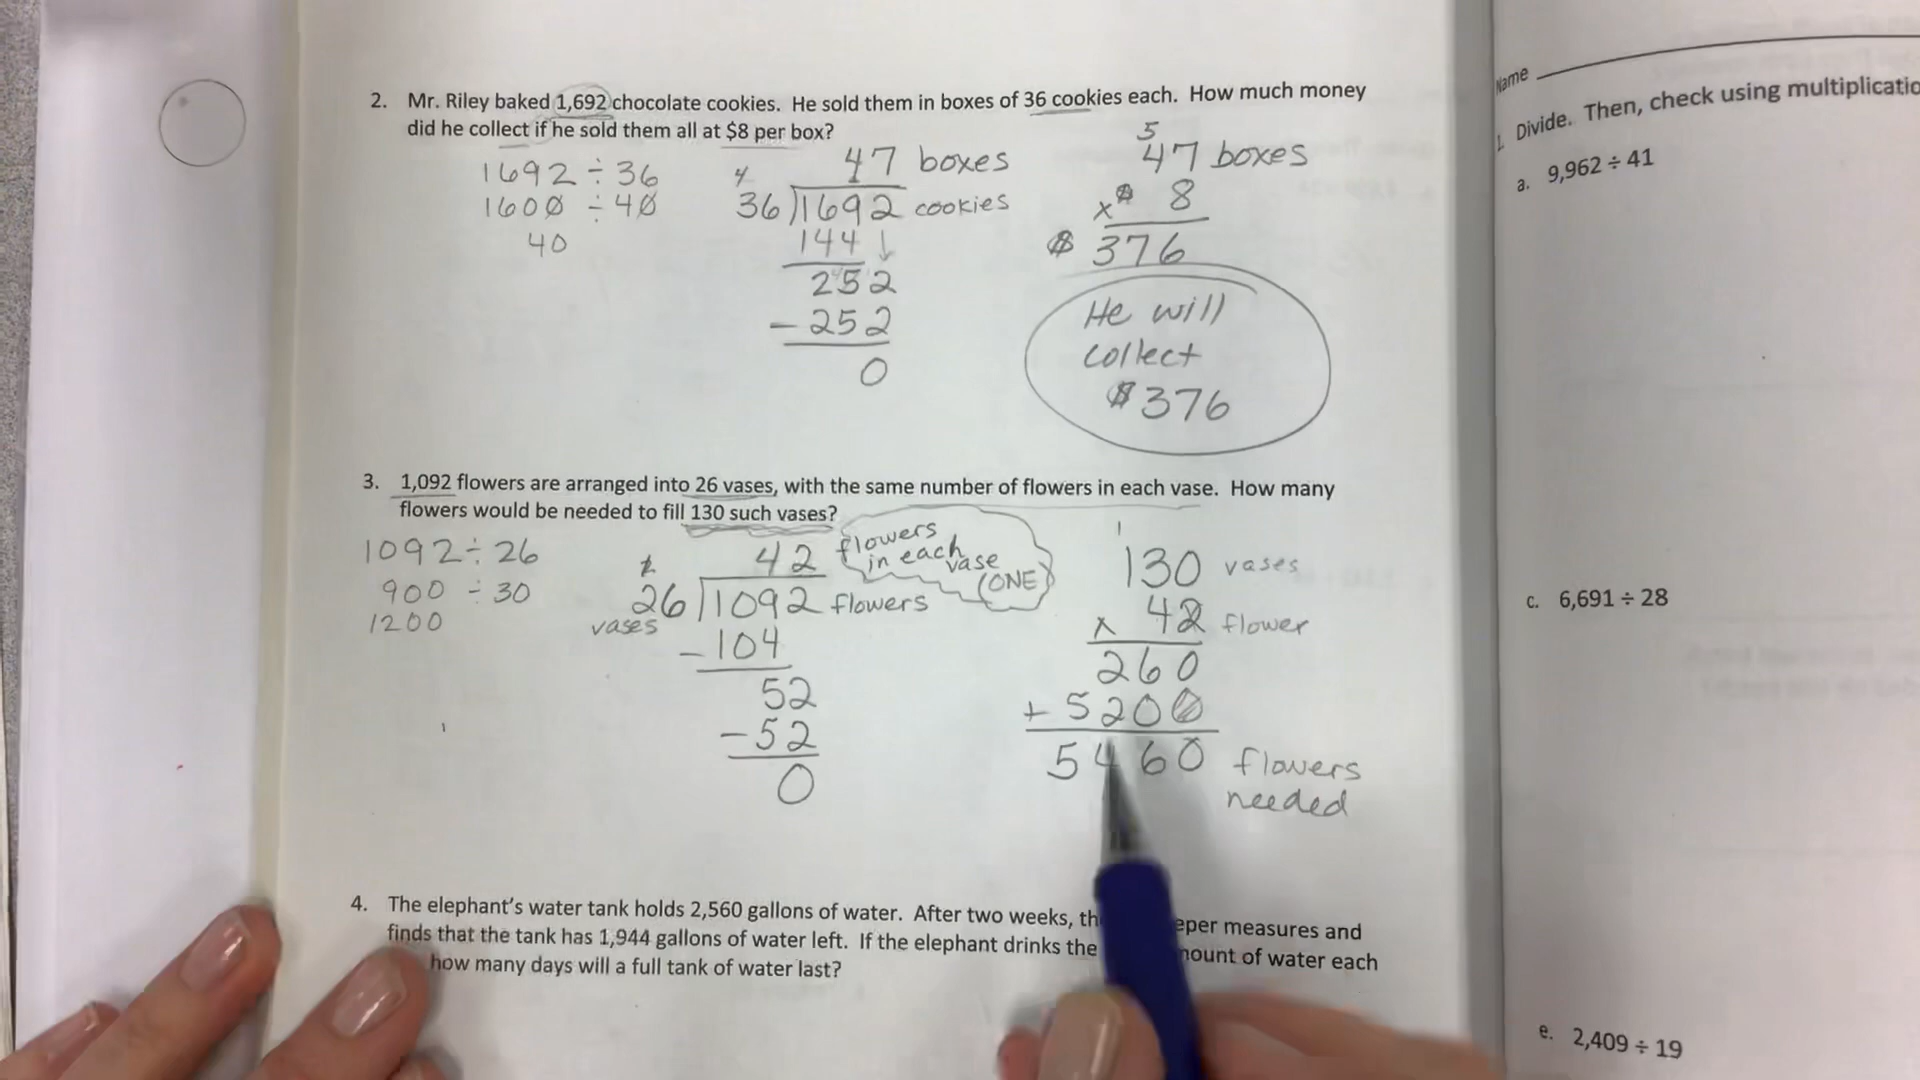 2. Mr. Riley baked 1,692 chocolate cookies. He sold them in boxes of 36 cookies each. How much money
did he collect if he sold them all at $8 per box?
1692 ÷ 36
1600 ÷ 40
40
4
47 boxes
36 1692 cookies
144
252
- 252
0
5
47 boxes
x $ 8
$ 376
He will
collect
$376
3. 1,092 flowers are arranged into 26 vases, with the same number of flowers in each vase. How many
flowers would be needed to fill 130 such vases?
1092 ÷ 26
900 ÷ 30
1200
42 flowers
in each
vase
(ONE)
26 1092 flowers
vases
- 104
52
- 52
0
1
130 vases
x 42 flower
260
+ 5200
5460 flowers
needed
4. The elephant's water tank holds 2,560 gallons of water. After two weeks, eper measures and
finds that the tank has 1,944 gallons of water left. If the elephant drinks the mount of water each
how many days will a full tank of water last?
Name
1. Divide. Then, check using multiplicatio
a. 9,962 ÷ 41
c. 6,691 ÷ 28
e. 2,409 ÷ 19